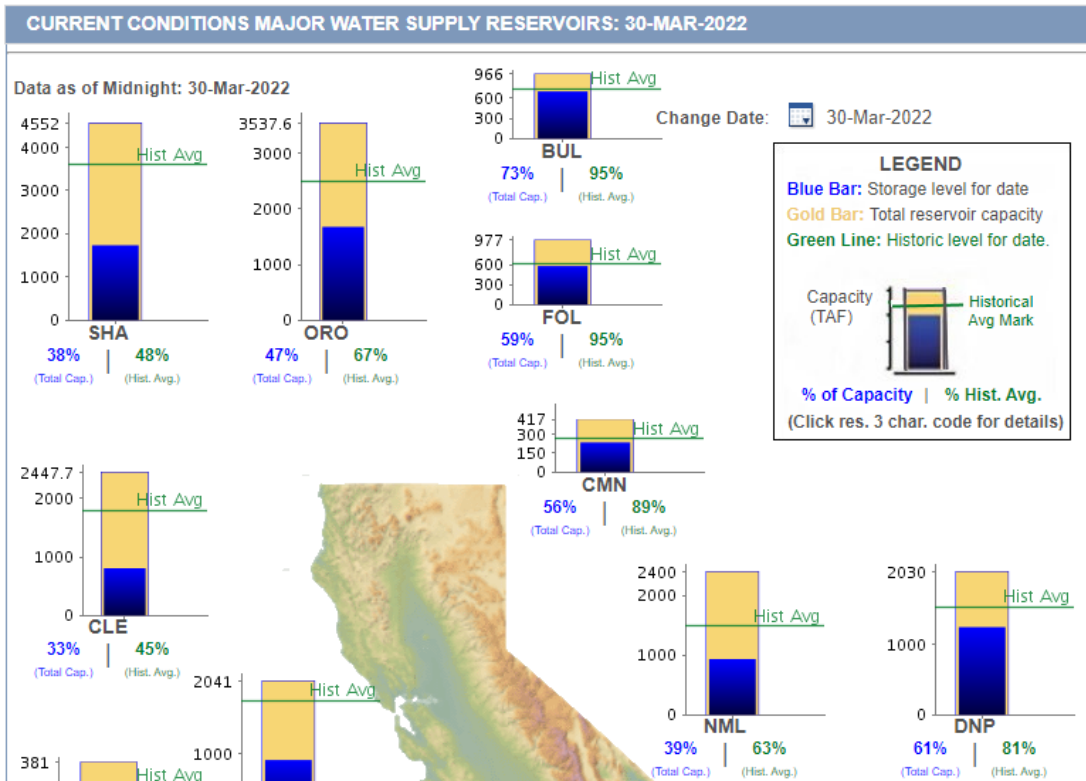 CURRENT CONDITIONS MAJOR WATER SUPPLY RESERVOIRS: 30-MAR-2022
Data as of Midnight: 30-Mar-2022
Change Date: 30-Mar-2022
4552
4000
3000
2000
1000
0
Hist Avg
SHA
38% | 48%
(Total Cap.) (Hist. Avg.)
3537.6
3000
2000
1000
0
Hist Avg
ORO
47% | 67%
(Total Cap.) (Hist. Avg.)
966
600
300
0
Hist Avg
BUL
73% | 95%
(Total Cap.) (Hist. Avg.)
977
600
300
0
Hist Avg
FOL
59% | 95%
(Total Cap.) (Hist. Avg.)
LEGEND
Blue Bar: Storage level for date
Gold Bar: Total reservoir capacity
Green Line: Historic level for date.
Capacity
(TAF)
Historical
Avg Mark
% of Capacity | % Hist. Avg.
(Click res. 3 char. code for details)
417
300
150
0
Hist Avg
CMN
56% | 89%
(Total Cap.) (Hist. Avg.)
2447.7
2000
1000
0
Hist Avg
CLE
33% | 45%
(Total Cap.) (Hist. Avg.)
2400
2000
1000
0
Hist Avg
NML
39% | 63%
(Total Cap.) (Hist. Avg.)
2030
1000
0
Hist Avg
DNP
61% | 81%
(Total Cap.) (Hist. Avg.)
2041
1000
Hist Avg
381
Hist Avg